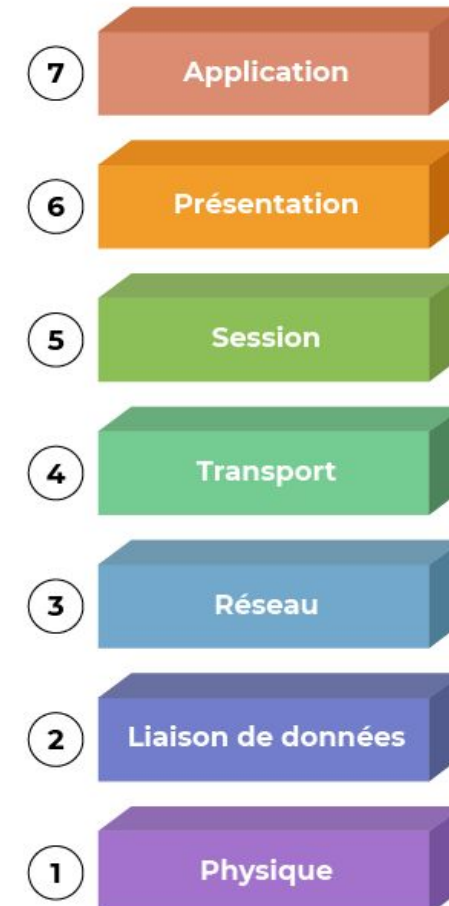 7 Application
6 Présentation
5 Session
4 Transport
3 Réseau
2 Liaison de données
1 Physique